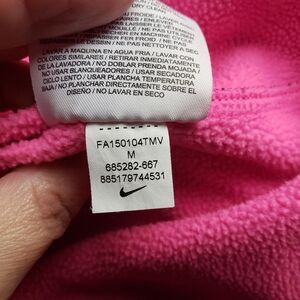 LAVAR A MAQUINA EN AGUA FRIA / LAVAR CON
COLORES SIMILARES / RETIRAR INMEDIATAMENTE
DE LA LAVADORA / NO DOBLAR PRENDA MOJADA /
NO USAR BLANQUEADORES / USAR SECADORA
CICLO LENTO / USAR PLANCHA TEMPERATURA
BAJA / NO PLANCHAR DIRECTAMENTE SOBRE EL
DISEÑO / NO LAVAR EN SECO
FA150104TMV
M
685282-667
885179744531